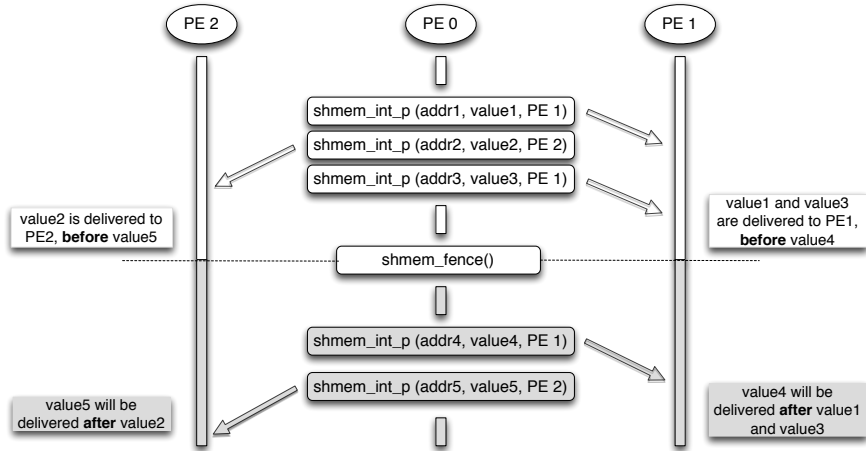 PE 2
PE 0
PE 1
shmem_int_p (addr1, value1, PE 1)
shmem_int_p (addr2, value2, PE 2)
shmem_int_p (addr3, value3, PE 1)
value2 is delivered to
PE2, before value5
value1 and value3
are delivered to PE1,
before value4
shmem_fence()
shmem_int_p (addr4, value4, PE 1)
shmem_int_p (addr5, value5, PE 2)
value5 will be
delivered after value2
value4 will be
delivered after value1
and value3